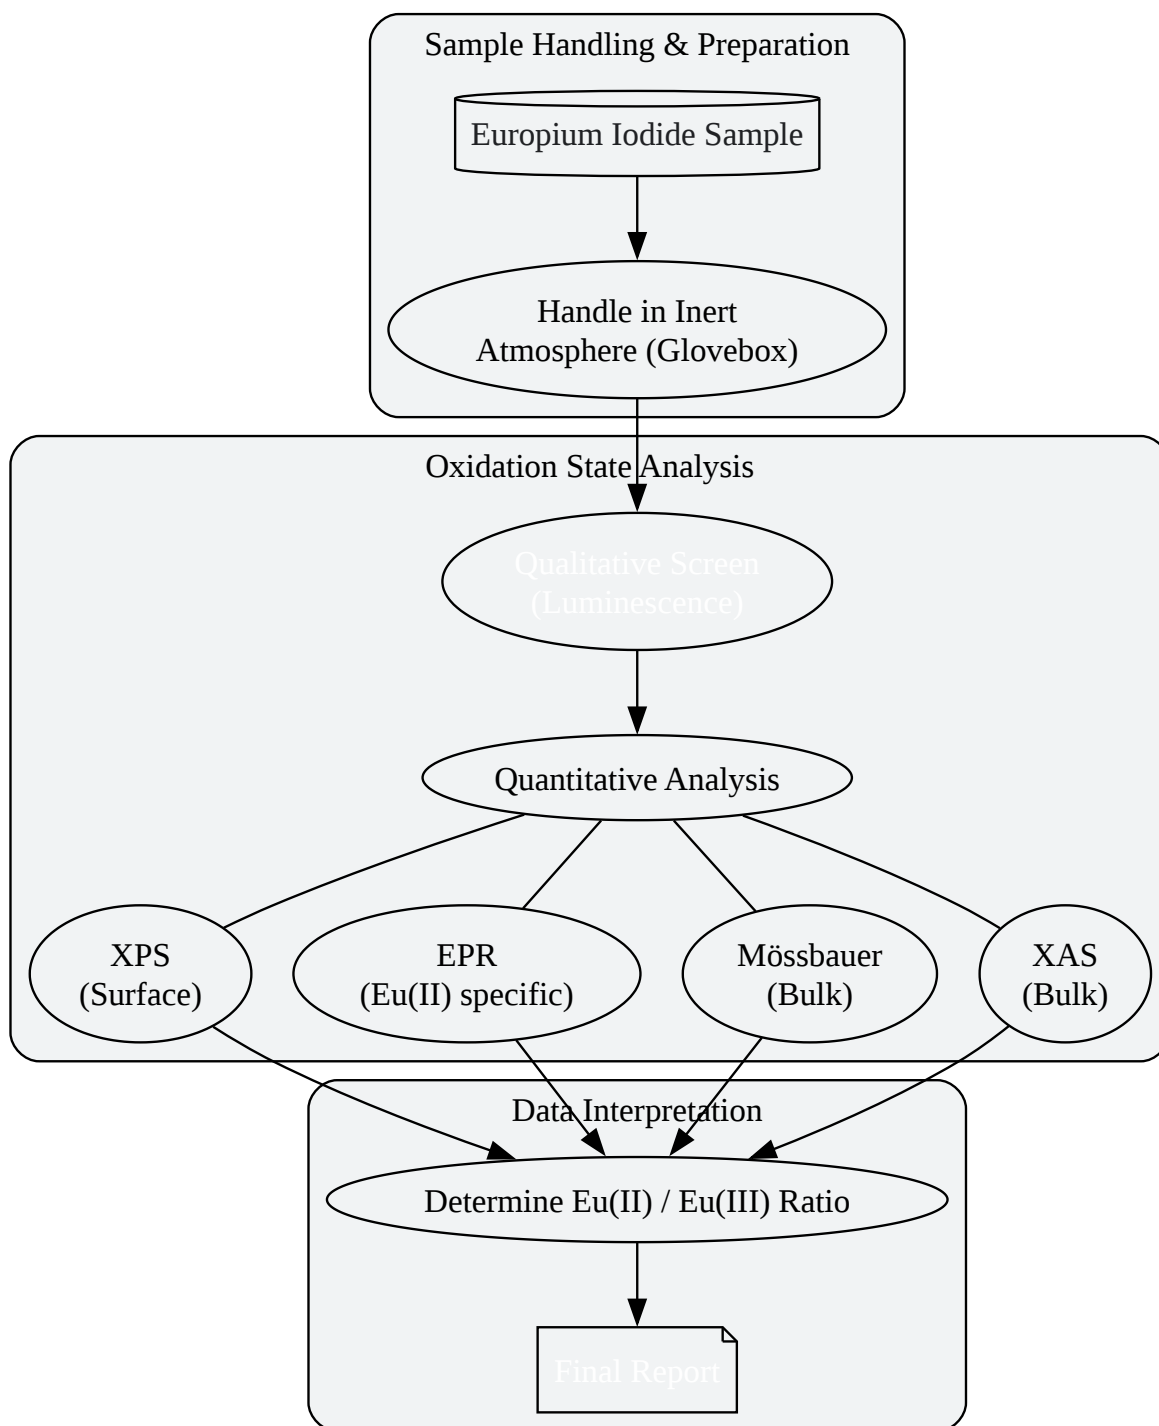 Sample Handling & Preparation
Europium Iodide Sample
Handle in Inert
Atmosphere (Glovebox)
Oxidation State Analysis
Qualitative Screen
(Luminescence)
Quantitative Analysis
XPS
(Surface)
EPR
(Eu(II) specific)
Mössbauer
(Bulk)
XAS
(Bulk)
Data Interpretation
Determine Eu(II) / Eu(III) Ratio
Final Report